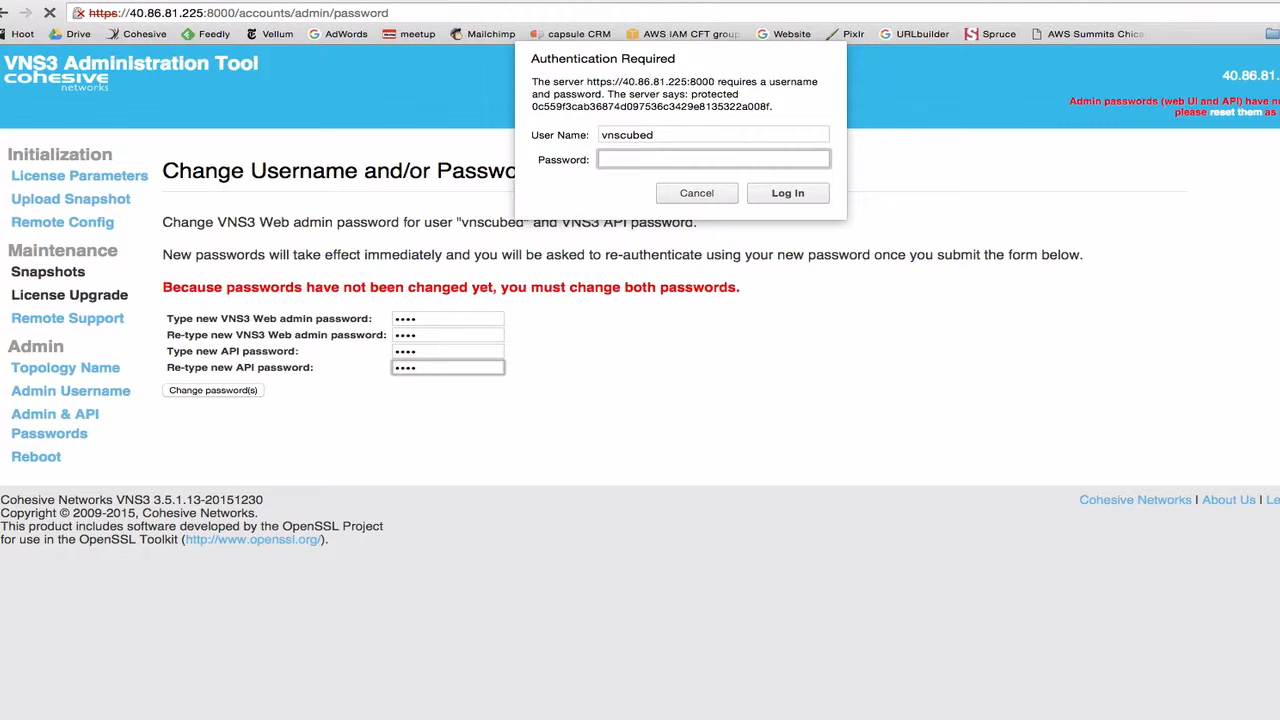 https://40.86.81.225:8000/accounts/admin/password
Hoot Drive Cohesive Feedly Vellum AdWords meetup Mailchimp capsule CRM AWS IAM CFT group Website Pixlr URLbuilder Spruce AWS Summits Chica
VNS3 Administration Tool
cohesive
networks
40.86.81.
Admin passwords (web UI and API) have n
please reset them as
Authentication Required
The server https://40.86.81.225:8000 requires a username
and password. The server says: protected
0c559f3cab36874d097536c3429e8135322a008f.
User Name: vnscubed
Password:
Cancel Log In
Initialization
License Parameters
Upload Snapshot
Remote Config
Maintenance
Snapshots
License Upgrade
Remote Support
Admin
Topology Name
Admin Username
Admin & API
Passwords
Reboot
Change Username and/or Passwo
Change VNS3 Web admin password for user "vnscubed" and VNS3 API password.
New passwords will take effect immediately and you will be asked to re-authenticate using your new password once you submit the form below.
Because passwords have not been changed yet, you must change both passwords.
Type new VNS3 Web admin password: ••••
Re-type new VNS3 Web admin password: ••••
Type new API password: ••••
Re-type new API password: ••••
Change password(s)
Cohesive Networks VNS3 3.5.1.13-20151230
Copyright © 2009-2015, Cohesive Networks.
This product includes software developed by the OpenSSL Project
for use in the OpenSSL Toolkit (http://www.openssl.org/).
Cohesive Networks | About Us | Le